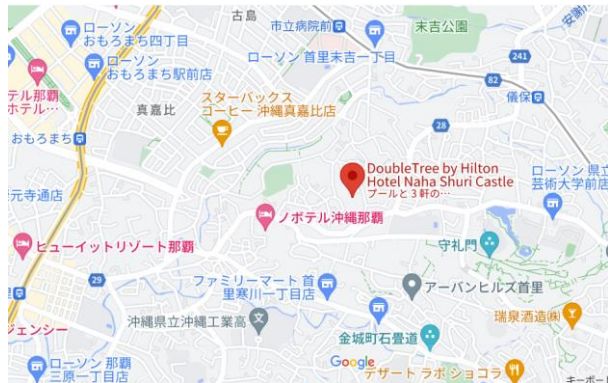 古島
市立病院前
末吉公園
ローソン
おもろまち四丁目
ローソン 首里末吉一丁目
241
ローソン
おもろまち駅前店
テル那覇
ホテル…
82
儀保
スターバックス
コーヒー 沖縄真嘉比店
真嘉比
28
おもろまち
DoubleTree by Hilton
Hotel Naha Shuri Castle
プールと 3 軒の…
ローソン 県立
芸術大学前店
元寺通店
ノボテル沖縄那覇
守礼門
ヒューイットリゾート那覇
29
ファミリーマート 首
里寒川一丁目店
アーバンヒルズ首里
沖縄県立沖縄工業高
瑞泉酒造㈱
ジェンシー
金城町石畳道
ローソン 那覇
三原一丁目店
Google
デザート ラボ ショコラ
キーボー